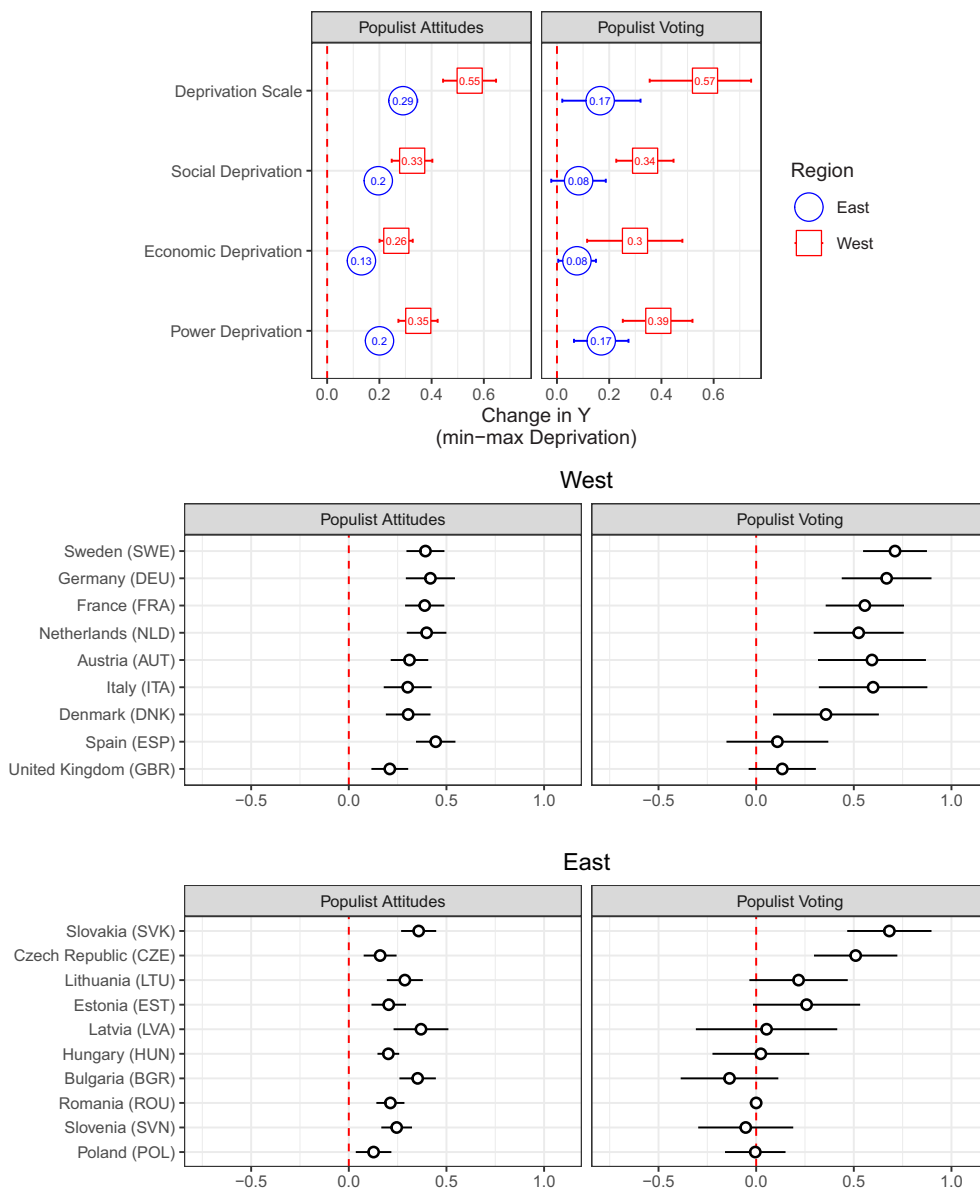 Populist Attitudes Populist Voting
Deprivation Scale 0.55 0.29 0.57 0.17
Social Deprivation 0.33 0.2 0.34 0.08
Economic Deprivation 0.26 0.13 0.3 0.08
Power Deprivation 0.35 0.2 0.39 0.17
Region
East
West
0.0 0.2 0.4 0.6 0.0 0.2 0.4 0.6
Change in Y
(min−max Deprivation)
West
Populist Attitudes Populist Voting
Sweden (SWE)
Germany (DEU)
France (FRA)
Netherlands (NLD)
Austria (AUT)
Italy (ITA)
Denmark (DNK)
Spain (ESP)
United Kingdom (GBR)
−0.5 0.0 0.5 1.0 −0.5 0.0 0.5 1.0
East
Populist Attitudes Populist Voting
Slovakia (SVK)
Czech Republic (CZE)
Lithuania (LTU)
Estonia (EST)
Latvia (LVA)
Hungary (HUN)
Bulgaria (BGR)
Romania (ROU)
Slovenia (SVN)
Poland (POL)
−0.5 0.0 0.5 1.0 −0.5 0.0 0.5 1.0